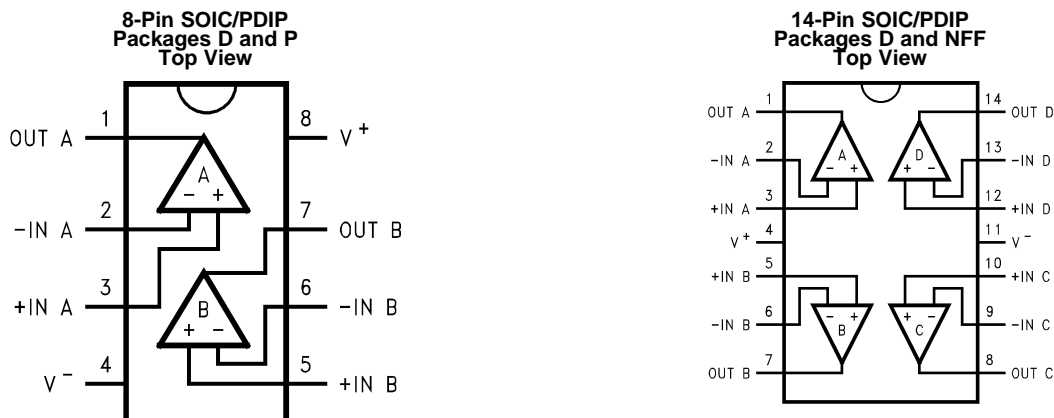 8-Pin SOIC/PDIP
Packages D and P
Top View
1
OUT A
8
V+
A
- +
2
-IN A
7
OUT B
3
+IN A
6
-IN B
B
+ -
4
V-
5
+IN B
14-Pin SOIC/PDIP
Packages D and NFF
Top View
1
OUT A
14
OUT D
2
-IN A
13
-IN D
A
- +
D
+ -
3
+IN A
12
+IN D
4
V+
11
V-
5
+IN B
10
+IN C
6
-IN B
9
-IN C
- +
B
+ -
C
7
OUT B
8
OUT C